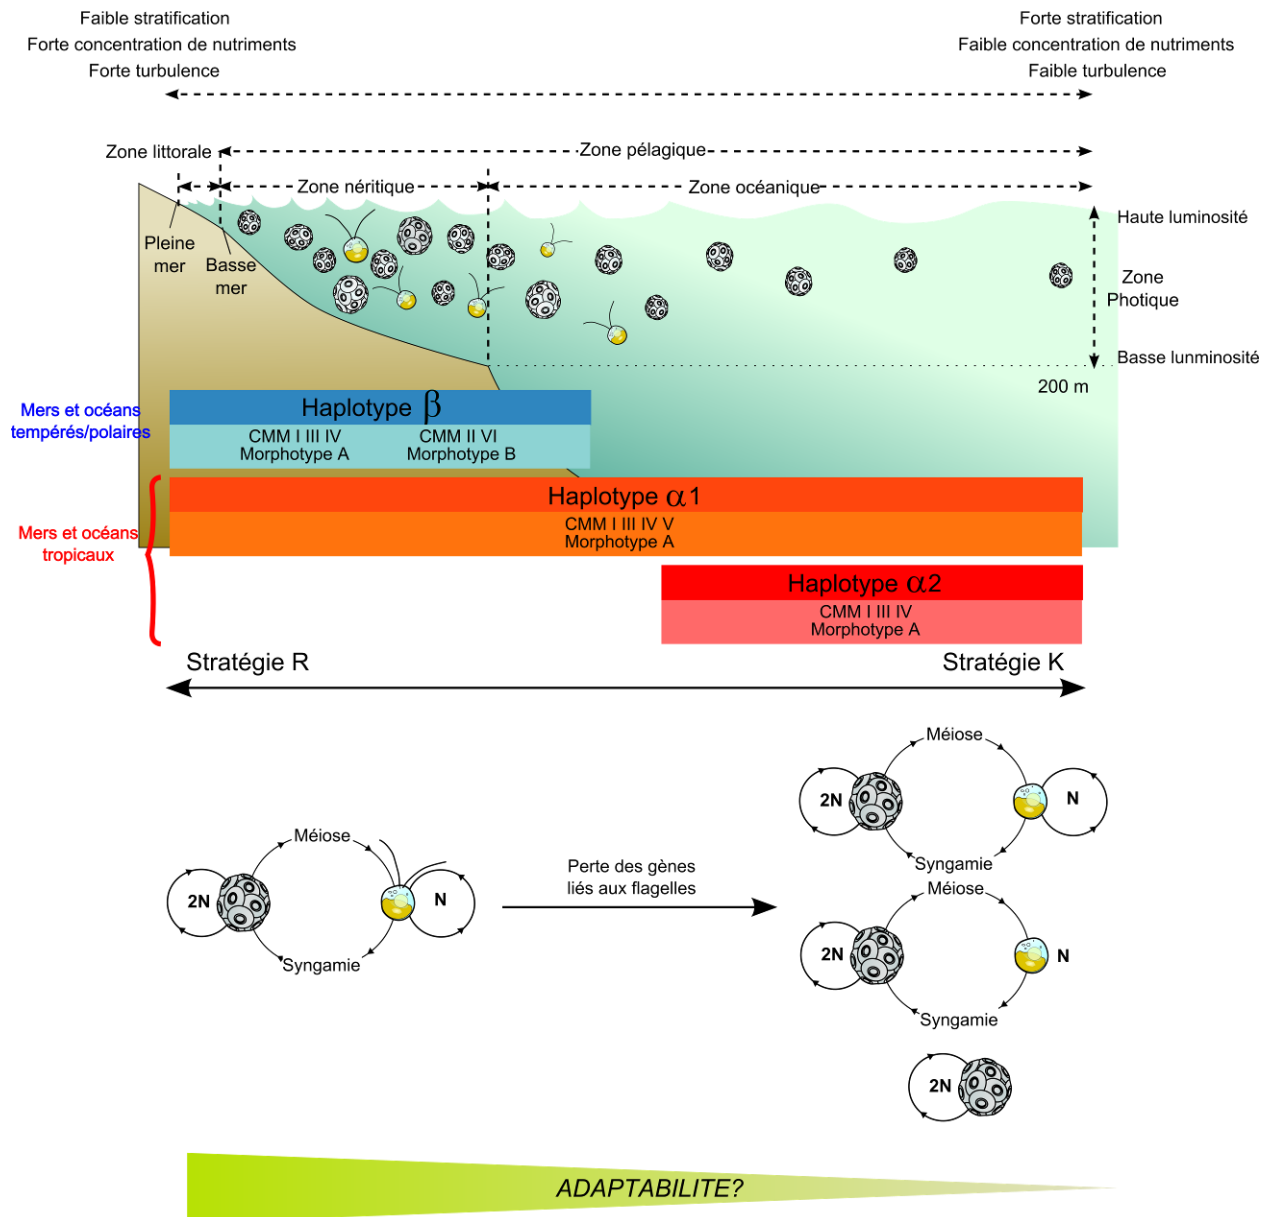 Faible stratification
Forte concentration de nutriments
Forte turbulence
Forte stratification
Faible concentration de nutriments
Faible turbulence
Zone littorale
Zone pélagique
Zone néritique
Zone océanique
Pleine
mer
Basse
mer
Haute luminosité
Zone
Photique
Basse lunminosité
200 m
Mers et océans
tempérés/polaires
Haplotype β
CMM I III IV
Morphotype A
CMM II VI
Morphotype B
Mers et océans
tropicaux
Haplotype α1
CMM I III IV V
Morphotype A
Haplotype α2
CMM I III IV
Morphotype A
Stratégie R
Stratégie K
2N
Méiose
N
Syngamie
Perte des gènes
liés aux flagelles
Méiose
2N
N
Syngamie
Méiose
2N
N
Syngamie
2N
ADAPTABILITE?